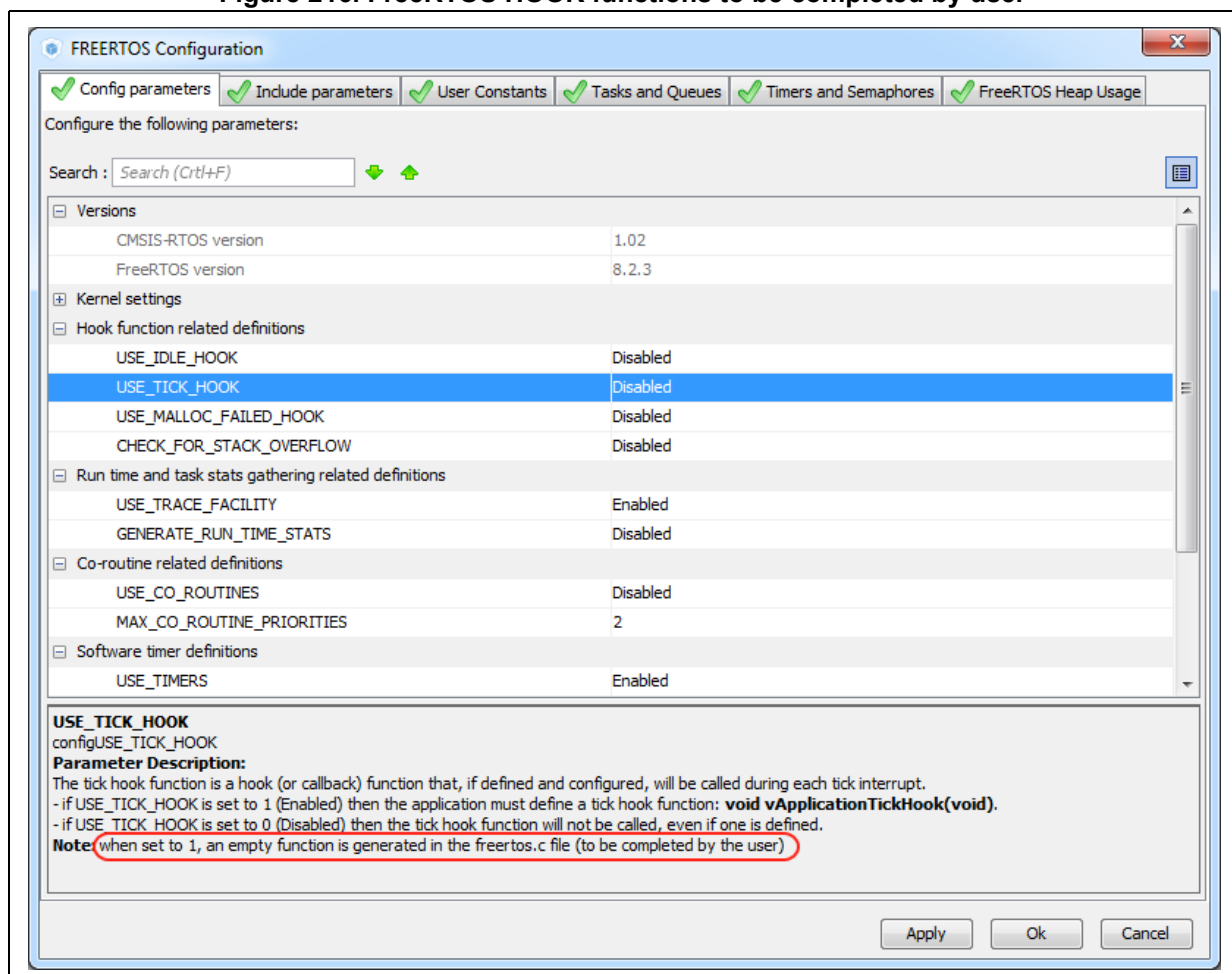 FREERTOS Configuration
Config parameters
Include parameters
User Constants
Tasks and Queues
Timers and Semaphores
FreeRTOS Heap Usage
Configure the following parameters:
Search : Search (Crtl+F)
Versions
CMSIS-RTOS version 1.02
FreeRTOS version 8.2.3
Kernel settings
Hook function related definitions
USE_IDLE_HOOK Disabled
USE_TICK_HOOK Disabled
USE_MALLOC_FAILED_HOOK Disabled
CHECK_FOR_STACK_OVERFLOW Disabled
Run time and task stats gathering related definitions
USE_TRACE_FACILITY Enabled
GENERATE_RUN_TIME_STATS Disabled
Co-routine related definitions
USE_CO_ROUTINES Disabled
MAX_CO_ROUTINE_PRIORITIES 2
Software timer definitions
USE_TIMERS Enabled
USE_TICK_HOOK
configUSE_TICK_HOOK
Parameter Description:
The tick hook function is a hook (or callback) function that, if defined and configured, will be called during each tick interrupt.
- if USE_TICK_HOOK is set to 1 (Enabled) then the application must define a tick hook function: void vApplicationTickHook(void).
- if USE_TICK_HOOK is set to 0 (Disabled) then the tick hook function will not be called, even if one is defined.
Note: when set to 1, an empty function is generated in the freertos.c file (to be completed by the user)
Apply
Ok
Cancel